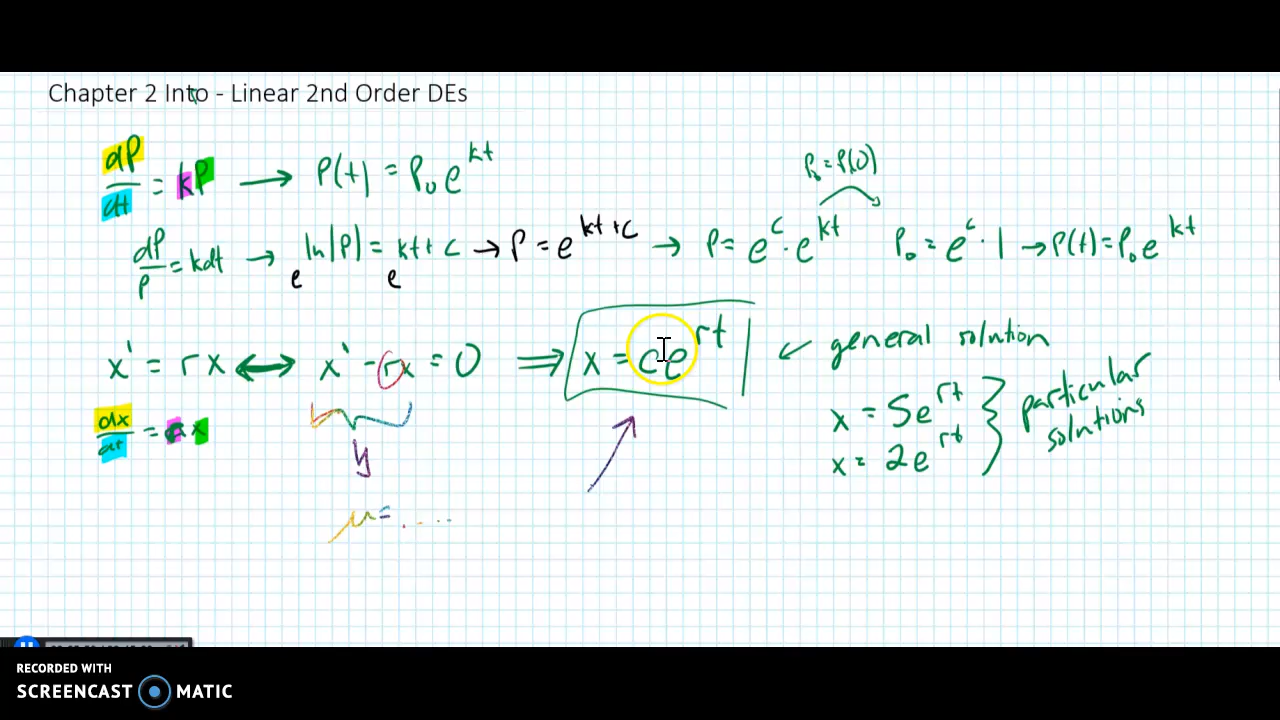 Chapter 2 Into - Linear 2nd Order DEs
dP/dt = kP → P(t) = P₀e^{kt}
P₀ = P(0)
dP/P = kdt → ln|P| = kt + c → P = e^{kt+c} → P = e^c · e^{kt} P₀ = e^c · 1 → P(t) = P₀e^{kt}
e e
x' = rx ↔ x' - rx = 0 ⇒ x = ce^{rt} ← general solution
dx/dt = r x
x = 5e^{rt}
x = 2e^{rt}
particular
solutions
y
μ = ....
RECORDED WITH
SCREENCAST MATIC